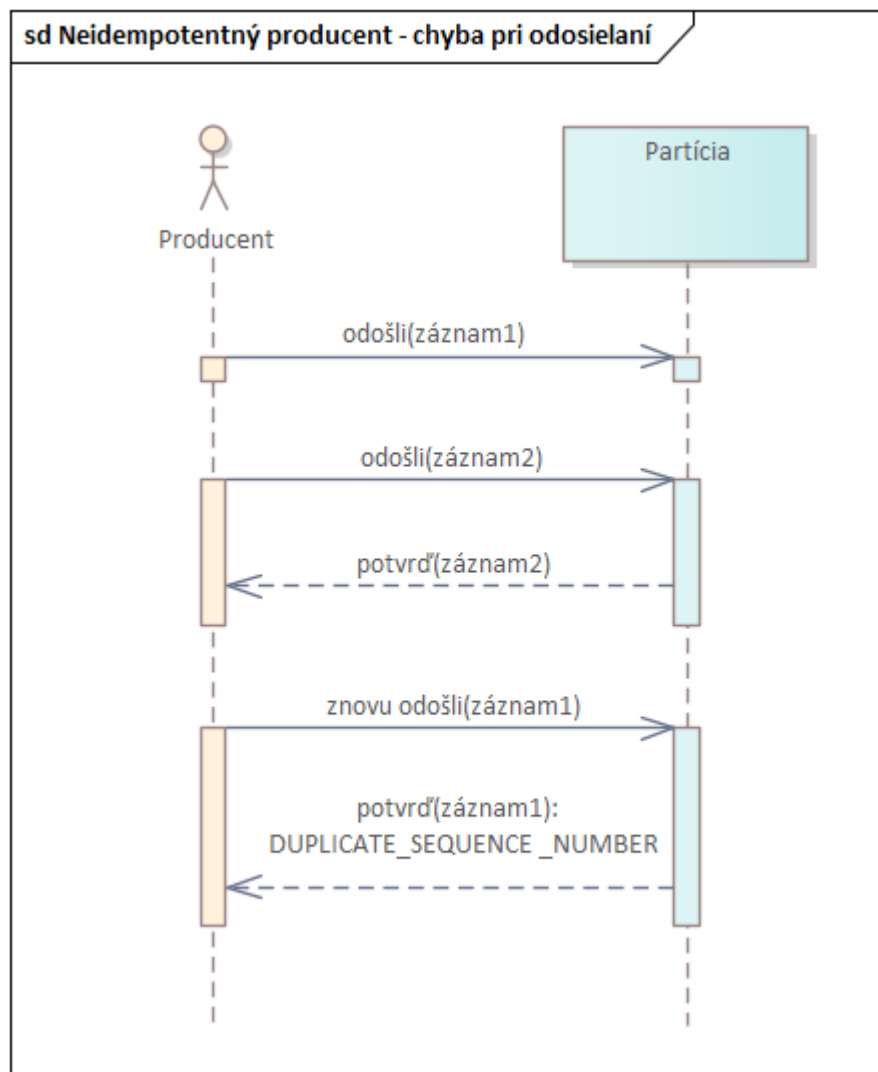 sd Neidempotentný producent - chyba pri odosielaní
Partícia
Producent
odošli(záznam1)
odošli(záznam2)
potvrď(záznam2)
znovu odošli(záznam1)
potvrď(záznam1):
DUPLICATE_SEQUENCE _NUMBER